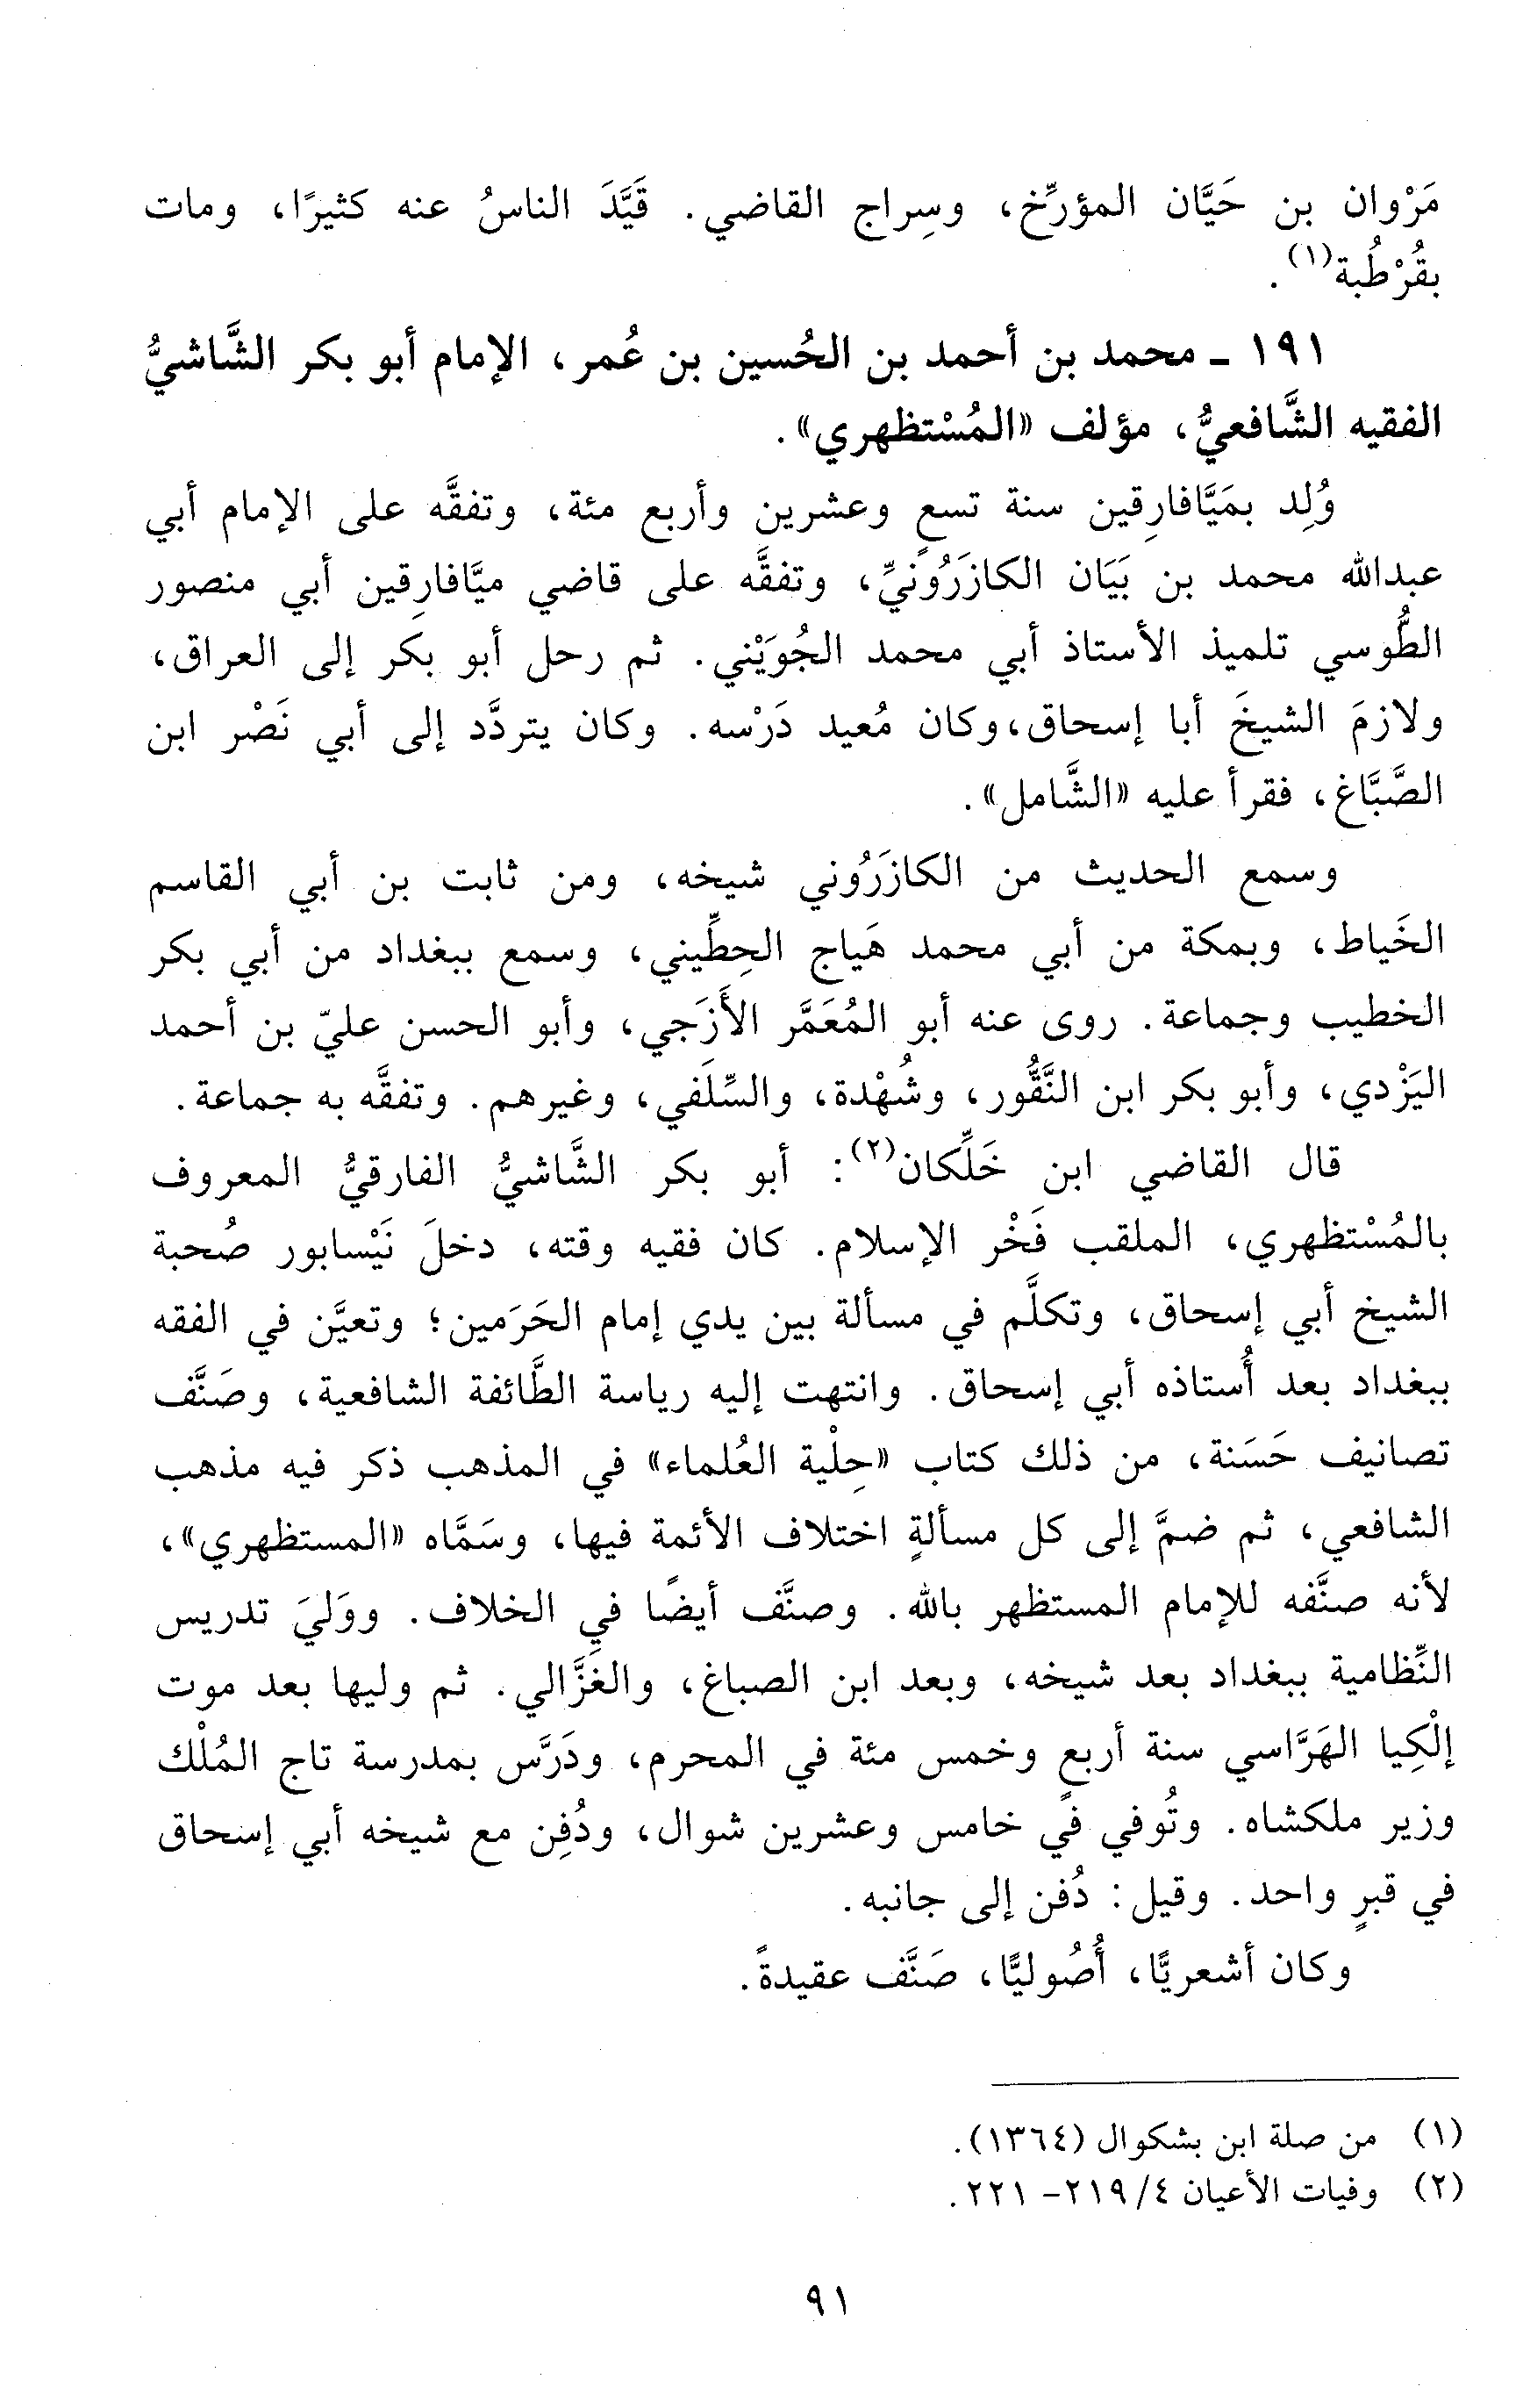 مَرْوان بن حَيَّان المؤرِّخ، وسِراج القاضي. قَيَّدَ الناسُ عنه كثيرًا، ومات
بقُرْطُبة(١).
١٩١ ـ محمد بن أحمد بن الحُسين بن عُمر، الإمام أبو بكر الشَّاشيُّ
الفقيه الشَّافعيُّ، مؤلف «المُسْتظهري».
وُلِد بمَيَّافارِقين سنة تسعٍ وعشرين وأربع مئة، وتفقَّه على الإمام أبي
عبدالله محمد بن بَيَان الكازَرُونيِّ، وتفقَّه على قاضي ميَّافارِقين أبي منصور
الطُّوسي تلميذ الأستاذ أبي محمد الجُوَيْني. ثم رحل أبو بكر إلى العراق،
ولازمَ الشيخَ أبا إسحاق، وكان مُعيد دَرْسه. وكان يتردَّد إلى أبي نَصْر ابن
الصَّبَّاغ، فقرأ عليه «الشَّامل».
وسمع الحديث من الكازَرُوني شيخه، ومن ثابت بن أبي القاسم
الخَياط، وبمكة من أبي محمد هَياج الحِطِّيني، وسمع ببغداد من أبي بكر
الخطيب وجماعة. روى عنه أبو المُعَمَّر الأَزَجي، وأبو الحسن عليّ بن أحمد
اليَزْدي، وأبو بكر ابن النَّقُّور، وشُهْدة، والسِّلَفي، وغيرهم. وتفقَّه به جماعة.
قال القاضي ابن خَلِّكان(٢): أبو بكر الشَّاشيُّ الفارقيُّ المعروف
بالمُسْتظهري، الملقب فَخْر الإسلام. كان فقيه وقته، دخلَ نَيْسابور صُحبة
الشيخ أبي إسحاق، وتكلَّم في مسألة بين يدي إمام الحَرَمين؛ وتعيَّن في الفقه
ببغداد بعد أُستاذه أبي إسحاق. وانتهت إليه رياسة الطَّائفة الشافعية، وصَنَّف
تصانيف حَسَنة، من ذلك كتاب «حِلْية العُلماء» في المذهب ذكر فيه مذهب
الشافعي، ثم ضمَّ إلى كل مسألةٍ اختلاف الأئمة فيها، وسَمَّاه «المستظهري»،
لأنه صنَّفه للإمام المستظهر بالله. وصنَّف أيضًا في الخلاف. ووَليَ تدريس
النِّظامية ببغداد بعد شيخه، وبعد ابن الصباغ، والغَزَّالي. ثم وليها بعد موت
إلْكِيا الهَرَّاسي سنة أربعٍ وخمس مئة في المحرم، ودَرَّس بمدرسة تاج المُلْك
وزير ملكشاه. وتُوفي في خامس وعشرين شوال، ودُفِن مع شيخه أبي إسحاق
في قبرٍ واحد. وقيل: دُفن إلى جانبه.
وكان أشعريًّا، أُصُوليًّا، صَنَّف عقيدةً.
(١) من صلة ابن بشكوال (١٣٦٤).
(٢) وفيات الأعيان ٤/ ٢١٩- ٢٢١.
٩١